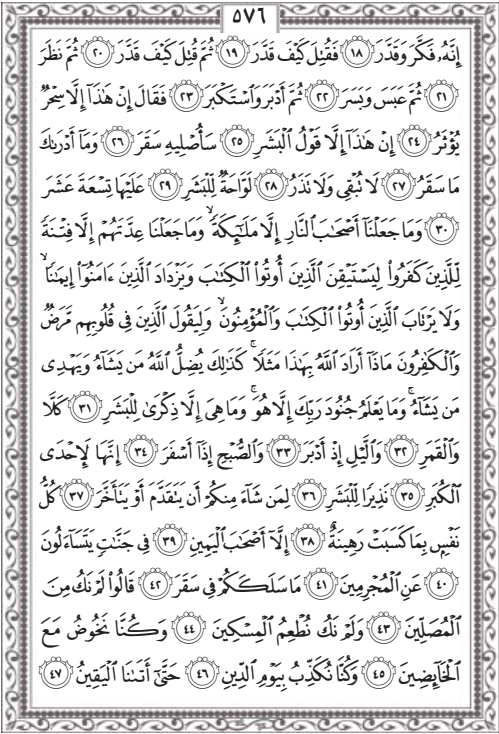 ٥٧٦
إِنَّهُۥ فَكَّرَ وَقَدَّرَ ١٨ فَقُتِلَ كَيْفَ قَدَّرَ ١٩ ثُمَّ قُتِلَ كَيْفَ قَدَّرَ ٢٠ ثُمَّ نَظَرَ
٢١ ثُمَّ عَبَسَ وَبَسَرَ ٢٢ ثُمَّ أَدْبَرَ وَٱسْتَكْبَرَ ٢٣ فَقَالَ إِنْ هَٰذَآ إِلَّا سِحْرٌ
يُؤْثَرُ ٢٤ إِنْ هَٰذَآ إِلَّا قَوْلُ ٱلْبَشَرِ ٢٥ سَأُصْلِيهِ سَقَرَ ٢٦ وَمَآ أَدْرَىٰكَ
مَا سَقَرُ ٢٧ لَا تُبْقِى وَلَا تَذَرُ ٢٨ لَوَّاحَةٌ لِّلْبَشَرِ ٢٩ عَلَيْهَا تِسْعَةَ عَشَرَ
٣٠ وَمَا جَعَلْنَآ أَصْحَٰبَ ٱلنَّارِ إِلَّا مَلَٰٓئِكَةً ۙ وَمَا جَعَلْنَا عِدَّتَهُمْ إِلَّا فِتْنَةً
لِّلَّذِينَ كَفَرُوا۟ لِيَسْتَيْقِنَ ٱلَّذِينَ أُوتُوا۟ ٱلْكِتَٰبَ وَيَزْدَادَ ٱلَّذِينَ ءَامَنُوٓا۟ إِيمَٰنًا ۙ
وَلَا يَرْتَابَ ٱلَّذِينَ أُوتُوا۟ ٱلْكِتَٰبَ وَٱلْمُؤْمِنُونَ ۙ وَلِيَقُولَ ٱلَّذِينَ فِى قُلُوبِهِم مَّرَضٌ
وَٱلْكَٰفِرُونَ مَاذَآ أَرَادَ ٱللَّهُ بِهَٰذَا مَثَلًا ۚ كَذَٰلِكَ يُضِلُّ ٱللَّهُ مَن يَشَآءُ وَيَهْدِى
مَن يَشَآءُ ۚ وَمَا يَعْلَمُ جُنُودَ رَبِّكَ إِلَّا هُوَ ۚ وَمَا هِىَ إِلَّا ذِكْرَىٰ لِلْبَشَرِ ٣١ كَلَّا
وَٱلْقَمَرِ ٣٢ وَٱلَّيْلِ إِذْ أَدْبَرَ ٣٣ وَٱلصُّبْحِ إِذَآ أَسْفَرَ ٣٤ إِنَّهَا لَإِحْدَى
ٱلْكُبَرِ ٣٥ نَذِيرًا لِّلْبَشَرِ ٣٦ لِمَن شَآءَ مِنكُمْ أَن يَتَقَدَّمَ أَوْ يَتَأَخَّرَ ٣٧ كُلُّ
نَفْسٍۭ بِمَا كَسَبَتْ رَهِينَةٌ ٣٨ إِلَّآ أَصْحَٰبَ ٱلْيَمِينِ ٣٩ فِى جَنَّٰتٍ يَتَسَآءَلُونَ
٤٠ عَنِ ٱلْمُجْرِمِينَ ٤١ مَا سَلَكَكُمْ فِى سَقَرَ ٤٢ قَالُوا۟ لَمْ نَكُ مِنَ
ٱلْمُصَلِّينَ ٤٣ وَلَمْ نَكُ نُطْعِمُ ٱلْمِسْكِينَ ٤٤ وَكُنَّا نَخُوضُ مَعَ
ٱلْخَآئِضِينَ ٤٥ وَكُنَّا نُكَذِّبُ بِيَوْمِ ٱلدِّينِ ٤٦ حَتَّىٰٓ أَتَىٰنَا ٱلْيَقِينُ ٤٧